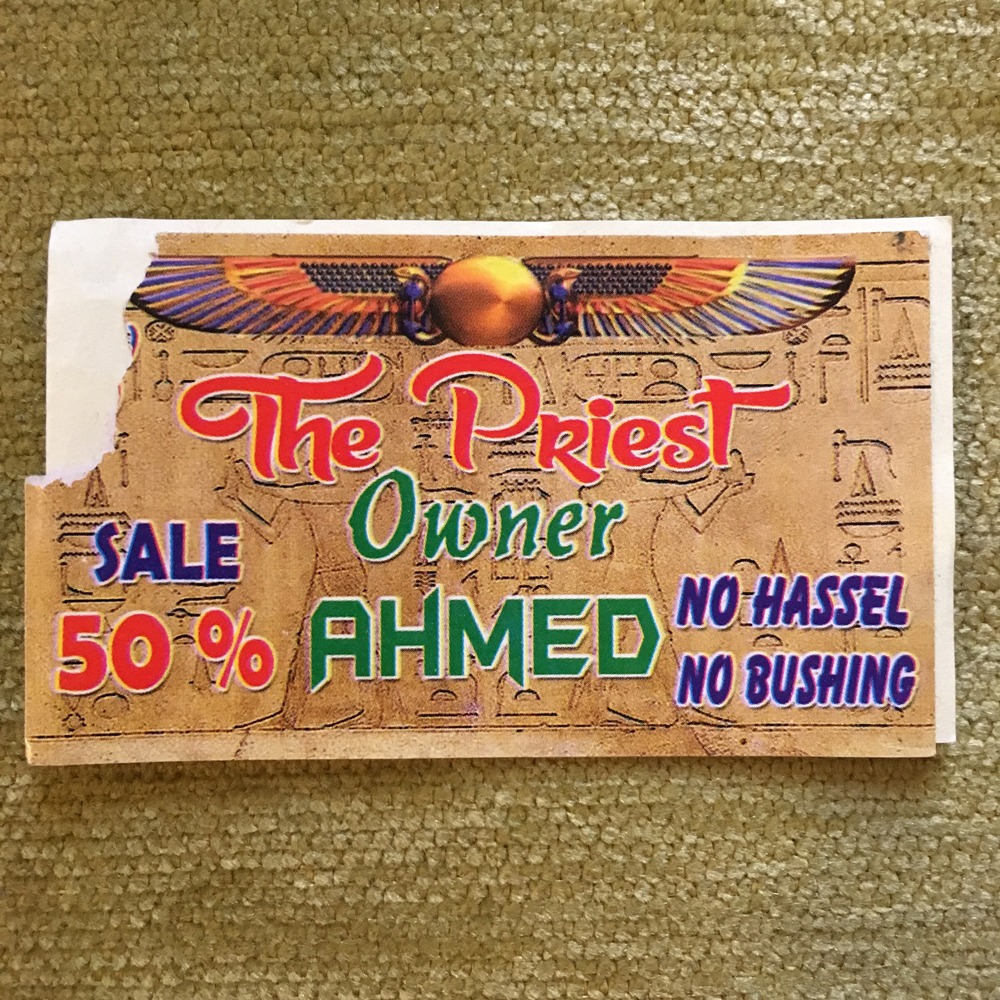 The Priest
Owner
AHMED
SALE
50 %
NO HASSEL
NO BUSHING